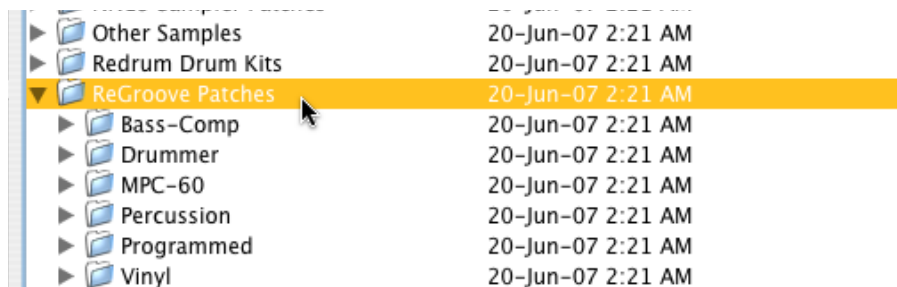 Other Samples 20-Jun-07 2:21 AM
Redrum Drum Kits 20-Jun-07 2:21 AM
ReGroove Patches 20-Jun-07 2:21 AM
Bass-Comp 20-Jun-07 2:21 AM
Drummer 20-Jun-07 2:21 AM
MPC-60 20-Jun-07 2:21 AM
Percussion 20-Jun-07 2:21 AM
Programmed 20-Jun-07 2:21 AM
Vinyl 20-Jun-07 2:21 AM